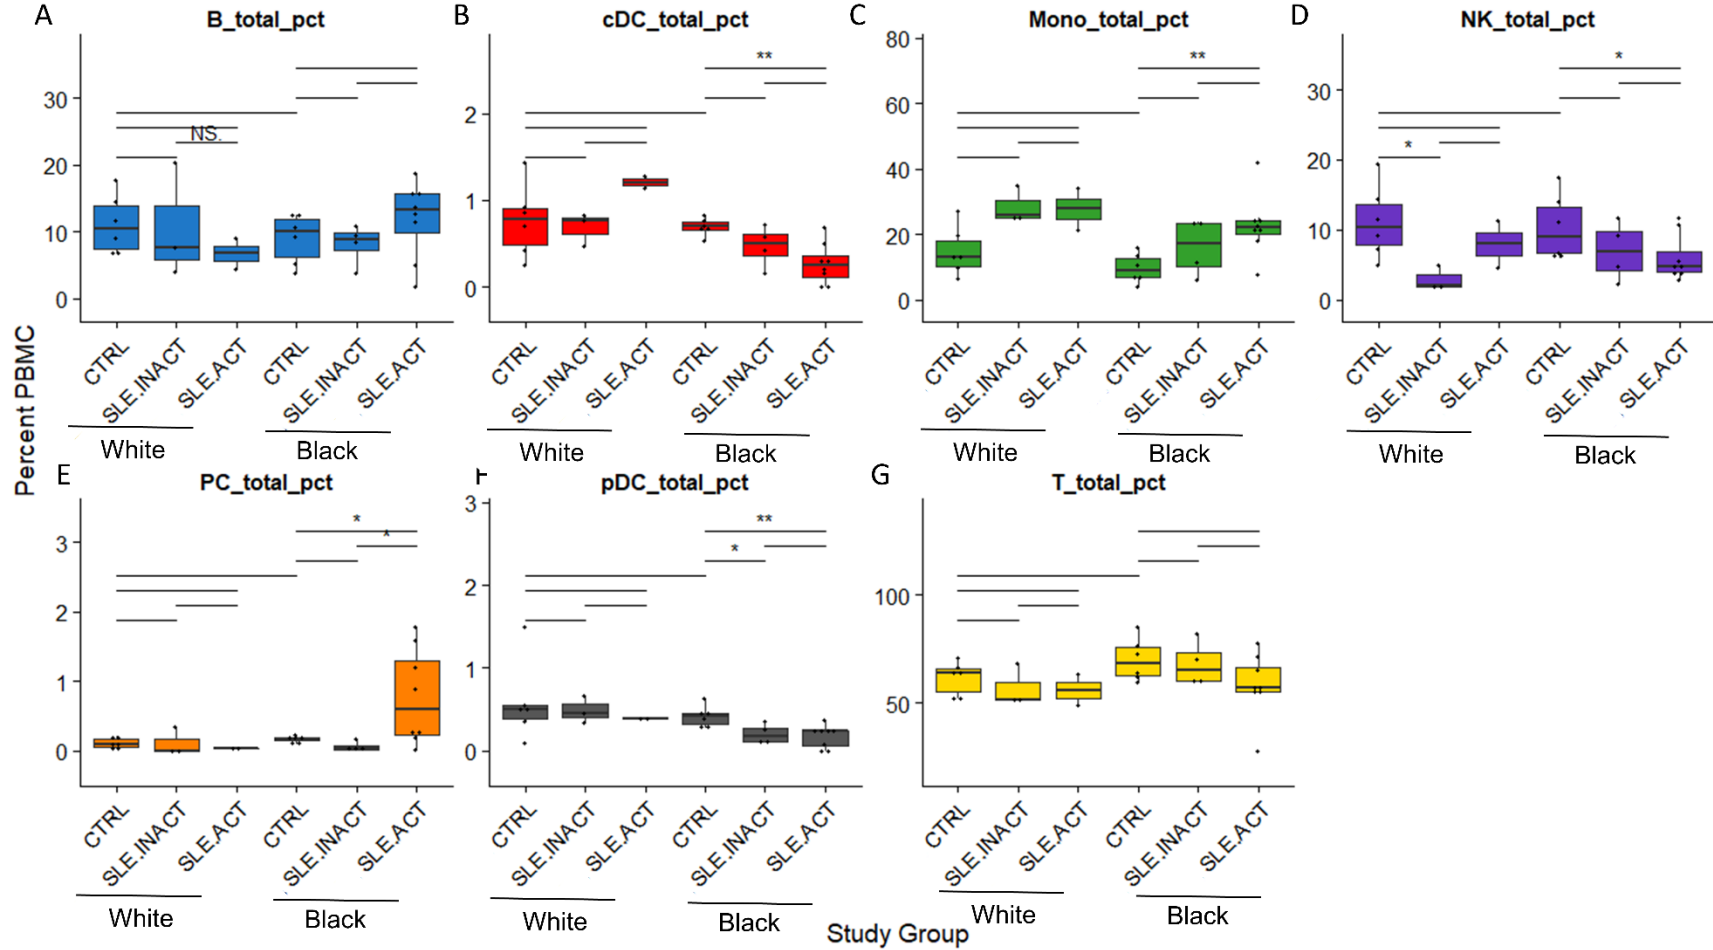 A B_total_pct
B cDC_total_pct
C Mono_total_pct
D NK_total_pct
** ** *
NS. *
30
20
10
0
2
1
0
80
60
40
20
0
30
20
10
0
CTRL SLE.INACT SLE.ACT CTRL SLE.INACT SLE.ACT
CTRL SLE.INACT SLE.ACT CTRL SLE.INACT SLE.ACT
CTRL SLE.INACT SLE.ACT CTRL SLE.INACT SLE.ACT
CTRL SLE.INACT SLE.ACT CTRL SLE.INACT SLE.ACT
White Black White Black White Black White Black
Percent PBMC
E PC_total_pct
F pDC_total_pct
G T_total_pct
* **
* *
3
2
1
0
3
2
1
0
100
50
CTRL SLE.INACT SLE.ACT CTRL SLE.INACT SLE.ACT
CTRL SLE.INACT SLE.ACT CTRL SLE.INACT SLE.ACT
CTRL SLE.INACT SLE.ACT CTRL SLE.INACT SLE.ACT
White Black White Black White Black
Study Group